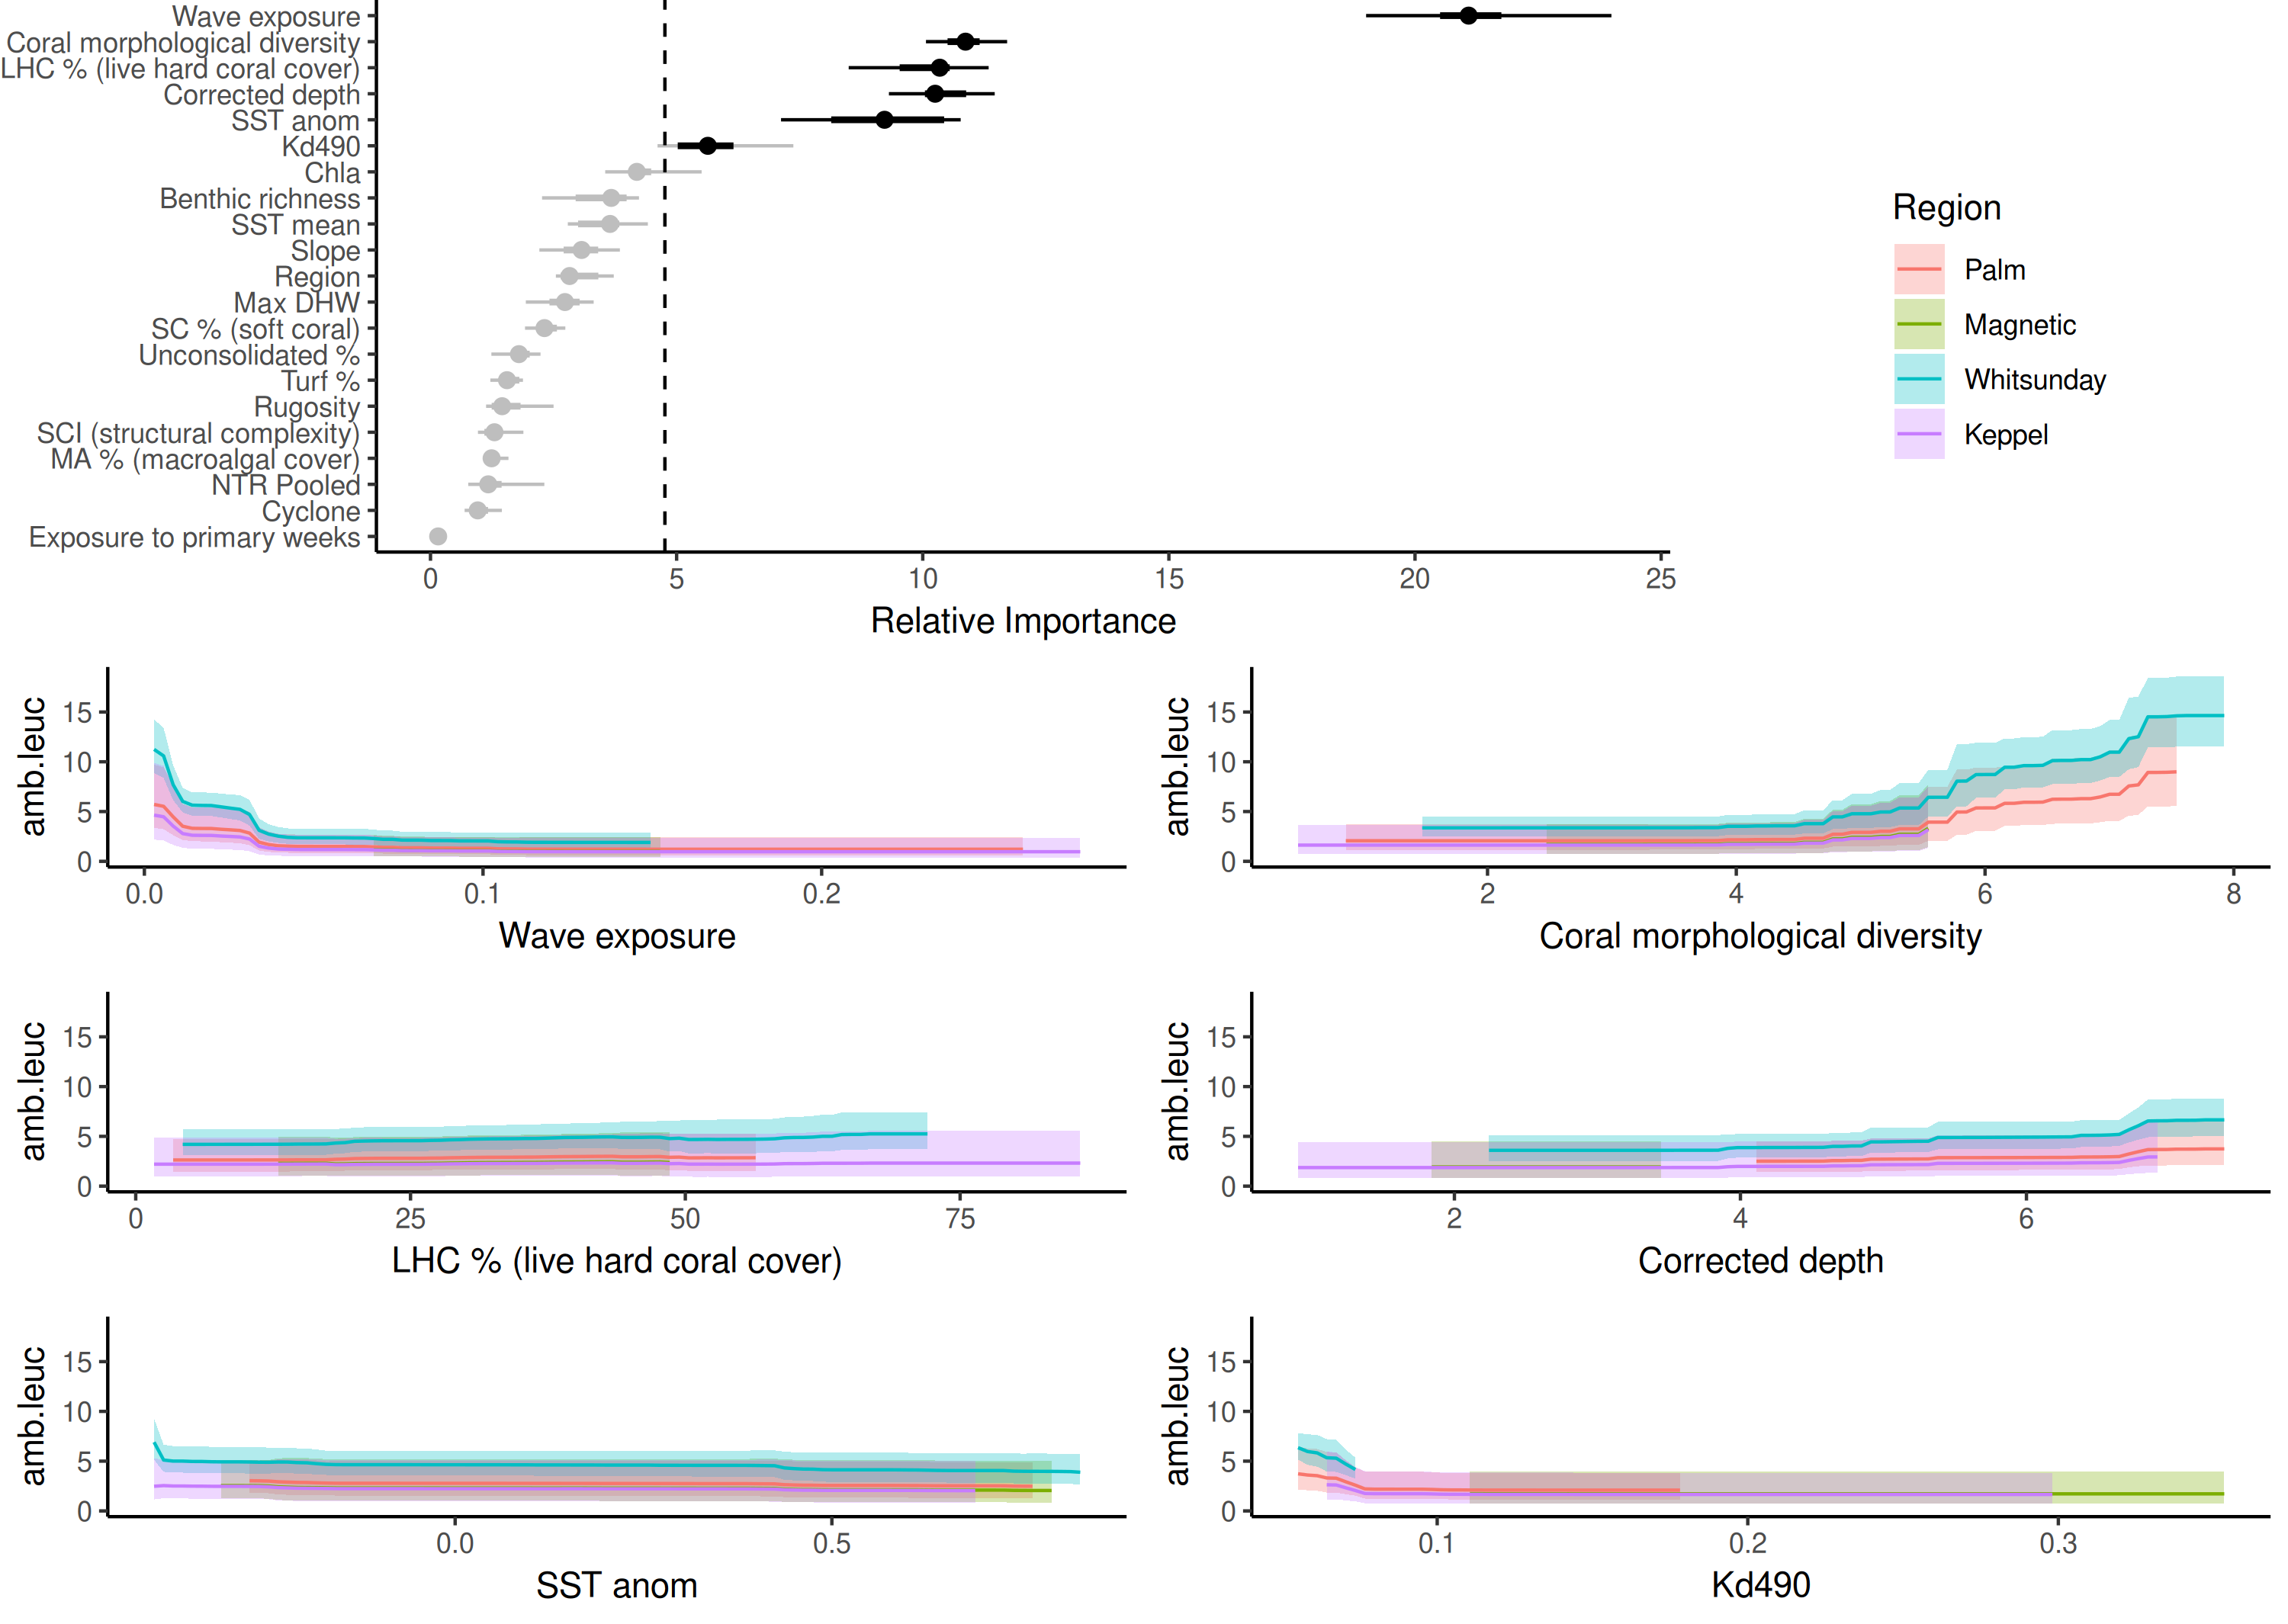 Wave exposure
Coral morphological diversity
LHC % (live hard coral cover)
Corrected depth
SST anom
Kd490
Chla
Benthic richness
SST mean
Slope
Region
Max DHW
SC % (soft coral)
Unconsolidated %
Turf %
Rugosity
SCI (structural complexity)
MA % (macroalgal cover)
NTR Pooled
Cyclone
Exposure to primary weeks
0 5 10 15 20 25
Relative Importance
Region
Palm
Magnetic
Whitsunday
Keppel
amb.leuc
15
10
5
0
0.0 0.1 0.2
Wave exposure
amb.leuc
15
10
5
0
2 4 6 8
Coral morphological diversity
amb.leuc
15
10
5
0
0 25 50 75
LHC % (live hard coral cover)
amb.leuc
15
10
5
0
2 4 6
Corrected depth
amb.leuc
15
10
5
0
0.0 0.5
SST anom
amb.leuc
15
10
5
0
0.1 0.2 0.3
Kd490